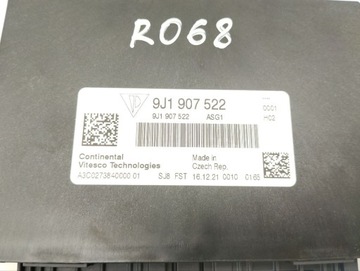 R068
9J1 907 522
9J1 907 522 ASG1
0001
H02
Continental
Vitesco Technologies
Made in
Czech Rep.
A3C0273840000 01 SJ8 FST 16.12.21 0010 0165